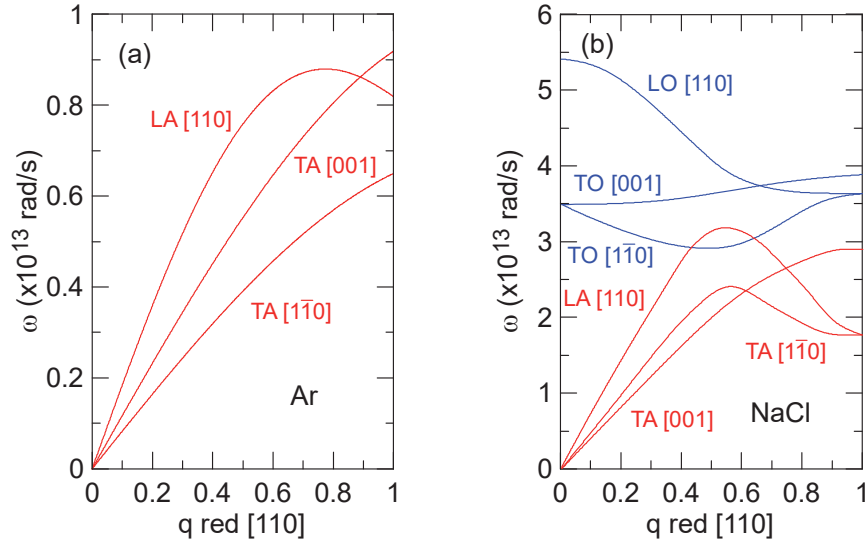 (a)
LA [110]
TA [001]
TA [11̄0]
Ar
ω (x10¹³ rad/s)
0
0.2
0.4
0.6
0.8
1
0
0.2
0.4
0.6
0.8
1
q red [110]
(b)
LO [110]
TO [001]
TO [11̄0]
LA [110]
TA [11̄0]
TA [001]
NaCl
ω (x10¹³ rad/s)
0
1
2
3
4
5
6
0
0.2
0.4
0.6
0.8
1
q red [110]